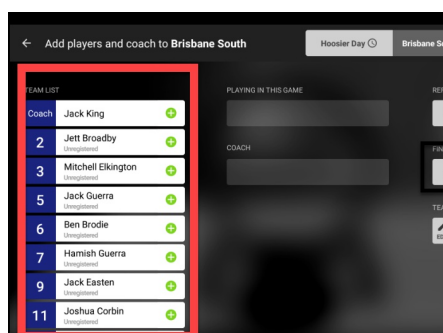 ← Add players and coach to Brisbane South
Hoosier Day
Brisbane
TEAM LIST
Coach Jack King
2 Jett Broadby
Unregistered
3 Mitchell Elkington
Unregistered
5 Jack Guerra
Unregistered
6 Ben Brodie
Unregistered
7 Hamish Guerra
Unregistered
9 Jack Easten
Unregistered
11 Joshua Corbin
Unregistered
PLAYING IN THIS GAME
COACH